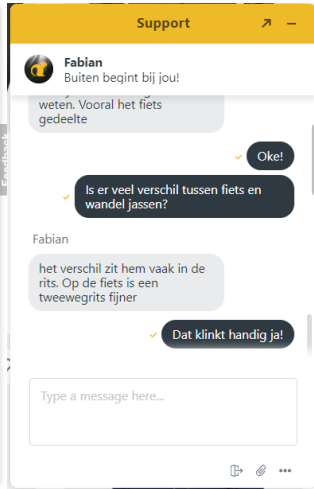 Support
Fabian
Buiten begint bij jou!
weten. Vooral het fiets
gedeelte
Oke!
Is er veel verschil tussen fiets en
wandel jassen?
Fabian
het verschil zit hem vaak in de
rits. Op de fiets is een
tweewegrits fijner
Dat klinkt handig ja!
Type a message here...
Feedback